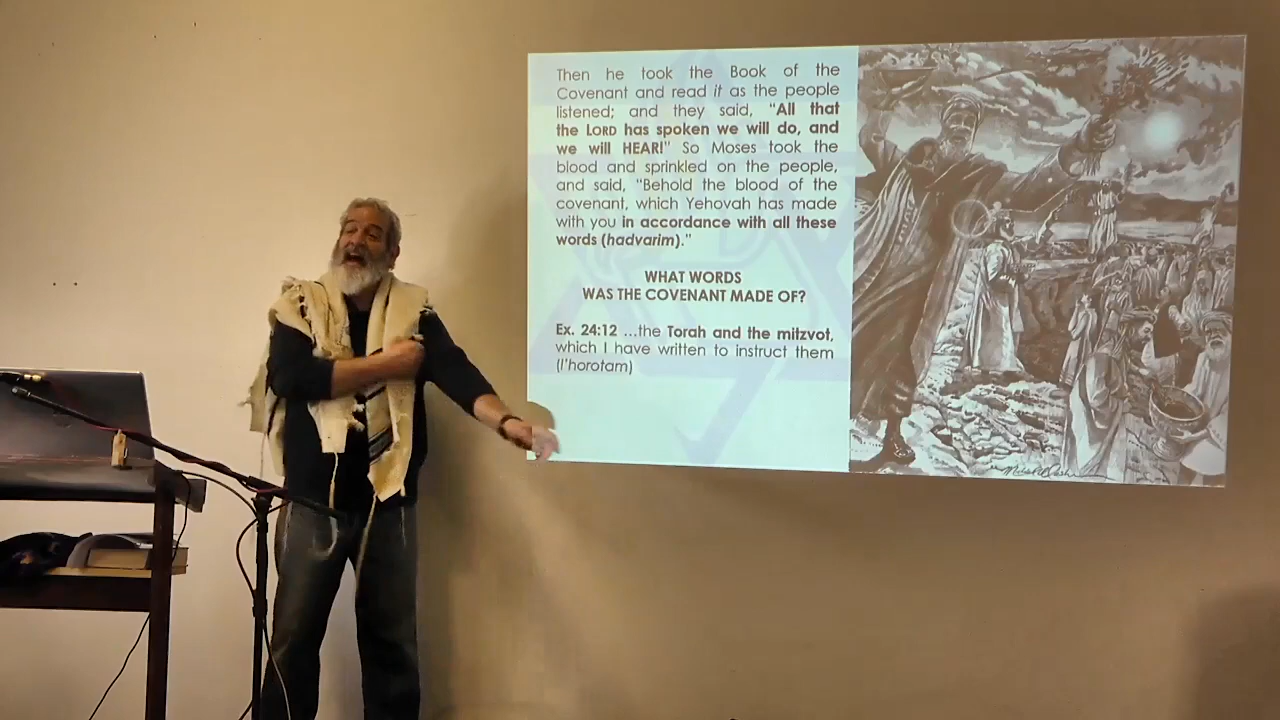 Then he took the Book of the
Covenant and read it as the people
listened; and they said, "All that
the LORD has spoken we will do, and
we will HEAR!" So Moses took the
blood and sprinkled on the people,
and said, "Behold the blood of the
covenant, which Yehovah has made
with you in accordance with all these
words (hadvarim)."
WHAT WORDS
WAS THE COVENANT MADE OF?
Ex. 24:12 ...the Torah and the mitzvot,
which I have written to instruct them
(l'horotam)